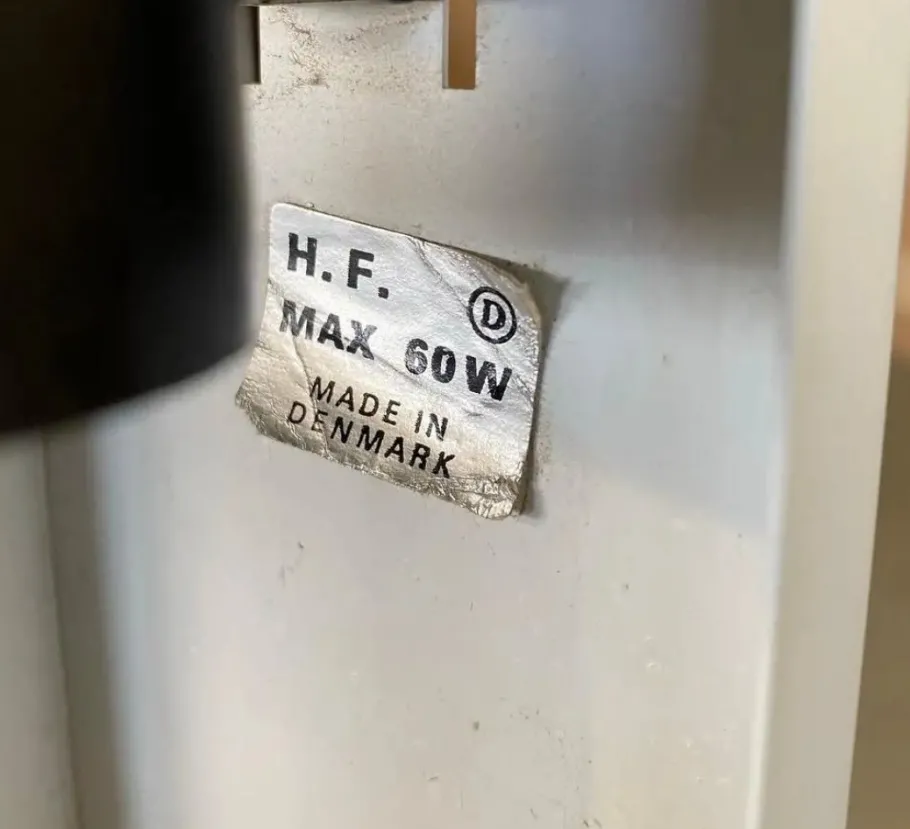 H. F.
Ⓓ
MAX 60W
MADE IN
DENMARK